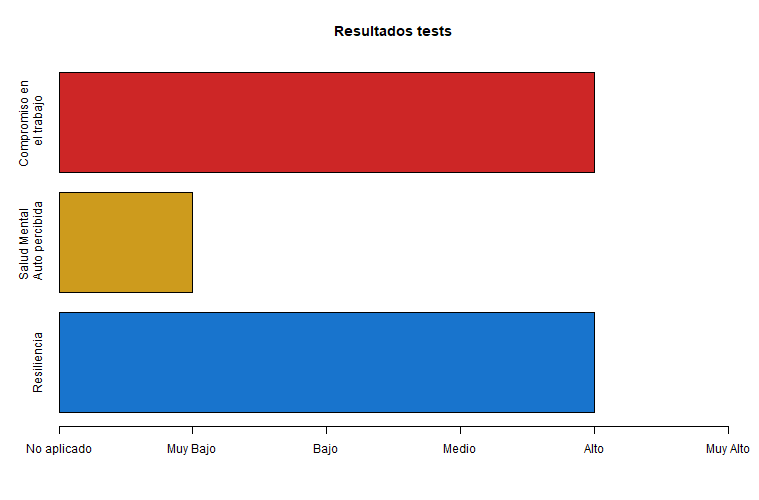 Resultados tests
Compromiso en
el trabajo
Salud Mental
Auto percibida
Resiliencia
No aplicado
Muy Bajo
Bajo
Medio
Alto
Muy Alto